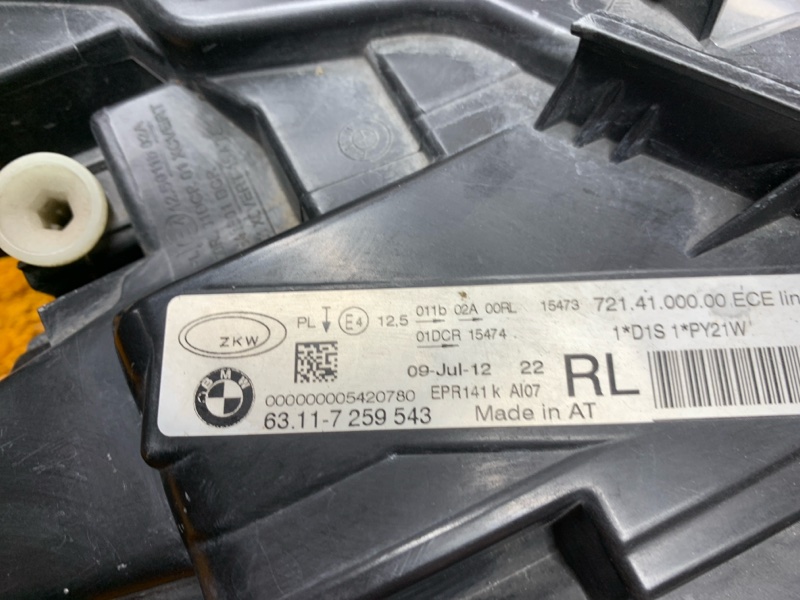 ZKW
PL E4 12,5 011b 02A 00RL 15473 721.41.000.00 ECE lin
01DCR 15474 1*D1S 1*PY21W
09-Jul-12 22 RL
BMW 000000005420780 EPR141 k AI07
63.11-7 259 543 Made in AT